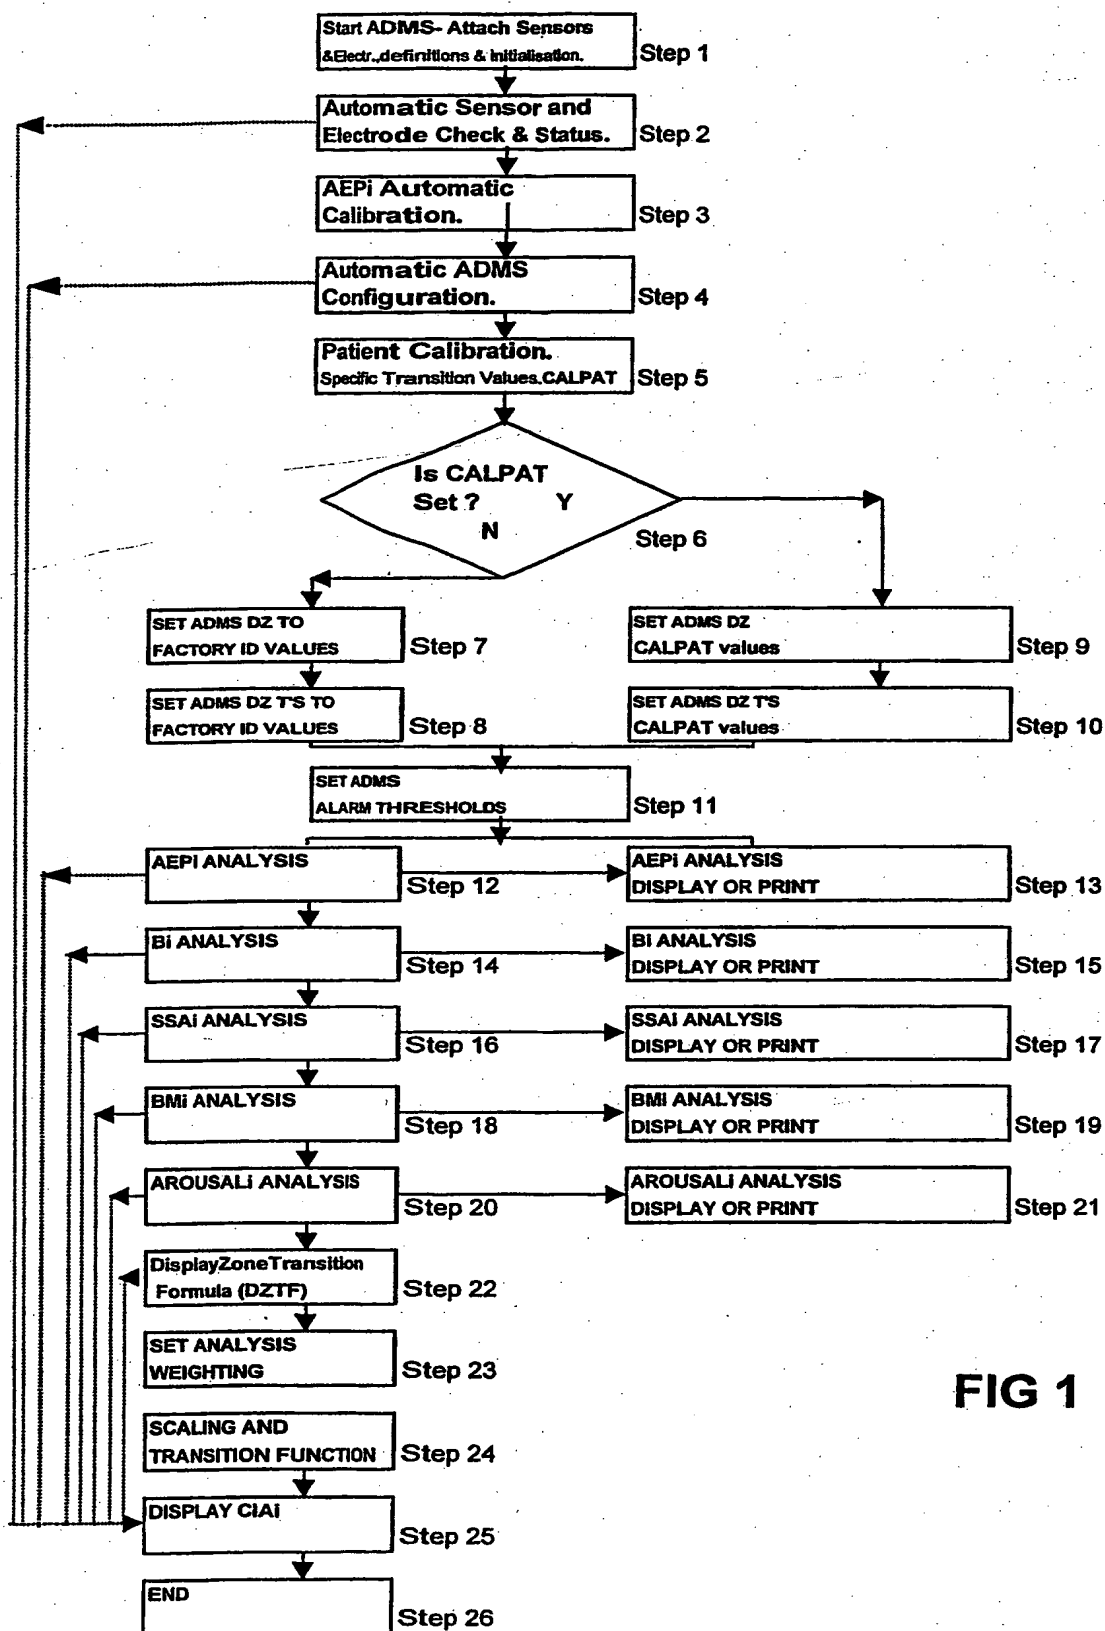 Start ADMS- Attach Sensors
&Electr.,definitions & initialisation.
Step 1
Automatic Sensor and
Electrode Check & Status.
Step 2
AEPi Automatic
Calibration.
Step 3
Automatic ADMS
Configuration.
Step 4
Patient Calibration.
Specific Transition Values.CALPAT
Step 5
Is CALPAT
Set ? Y
N
Step 6
SET ADMS DZ TO
FACTORY ID VALUES
Step 7
SET ADMS DZ
CALPAT values
Step 9
SET ADMS DZ T'S TO
FACTORY ID VALUES
Step 8
SET ADMS DZ T'S
CALPAT values
Step 10
SET ADMS
ALARM THRESHOLDS
Step 11
AEPi ANALYSIS
Step 12
AEPi ANALYSIS
DISPLAY OR PRINT
Step 13
Bi ANALYSIS
Step 14
Bi ANALYSIS
DISPLAY OR PRINT
Step 15
SSAi ANALYSIS
Step 16
SSAi ANALYSIS
DISPLAY OR PRINT
Step 17
BMi ANALYSIS
Step 18
BMi ANALYSIS
DISPLAY OR PRINT
Step 19
AROUSALi ANALYSIS
Step 20
AROUSALi ANALYSIS
DISPLAY OR PRINT
Step 21
DisplayZoneTransition
Formula (DZTF)
Step 22
SET ANALYSIS
WEIGHTING
Step 23
FIG 1
SCALING AND
TRANSITION FUNCTION
Step 24
DISPLAY CIAi
Step 25
END
Step 26